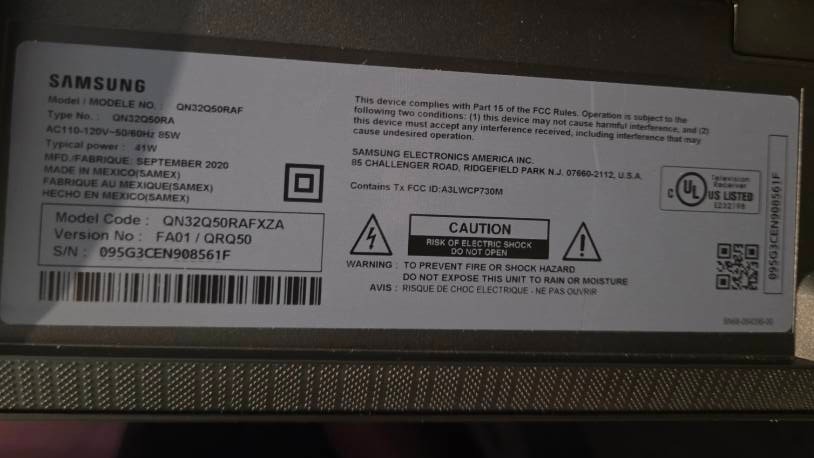 SAMSUNG
Model / MODELE NO. : QN32Q50RAF
Type No. : QN32Q50RA
AC110-120V~50/60Hz 85W
Typical power : 41W
MFD./FABRIQUE: SEPTEMBER 2020
MADE IN MEXICO(SAMEX)
FABRIQUE AU MEXIQUE(SAMEX)
HECHO EN MEXICO(SAMEX)
Model Code : QN32Q50RAFXZA
Version No : FA01 / QRQ50
S/N : 095G3CEN908561F
This device complies with Part 15 of the FCC Rules. Operation is subject to the
following two conditions: (1) this device may not cause harmful interference, and (2)
this device must accept any interference received, including interference that may
cause undesired operation.
SAMSUNG ELECTRONICS AMERICA INC.
85 CHALLENGER ROAD, RIDGEFIELD PARK N.J. 07660-2112, U.S.A.
Contains Tx FCC ID:A3LWCP730M
CAUTION
RISK OF ELECTRIC SHOCK
DO NOT OPEN
WARNING : TO PREVENT FIRE OR SHOCK HAZARD
DO NOT EXPOSE THIS UNIT TO RAIN OR MOISTURE
AVIS : RISQUE DE CHOC ELECTRIQUE - NE PAS OUVRIR
Television
Receiver
C UL US LISTED
E232198
095G3CEN908561F